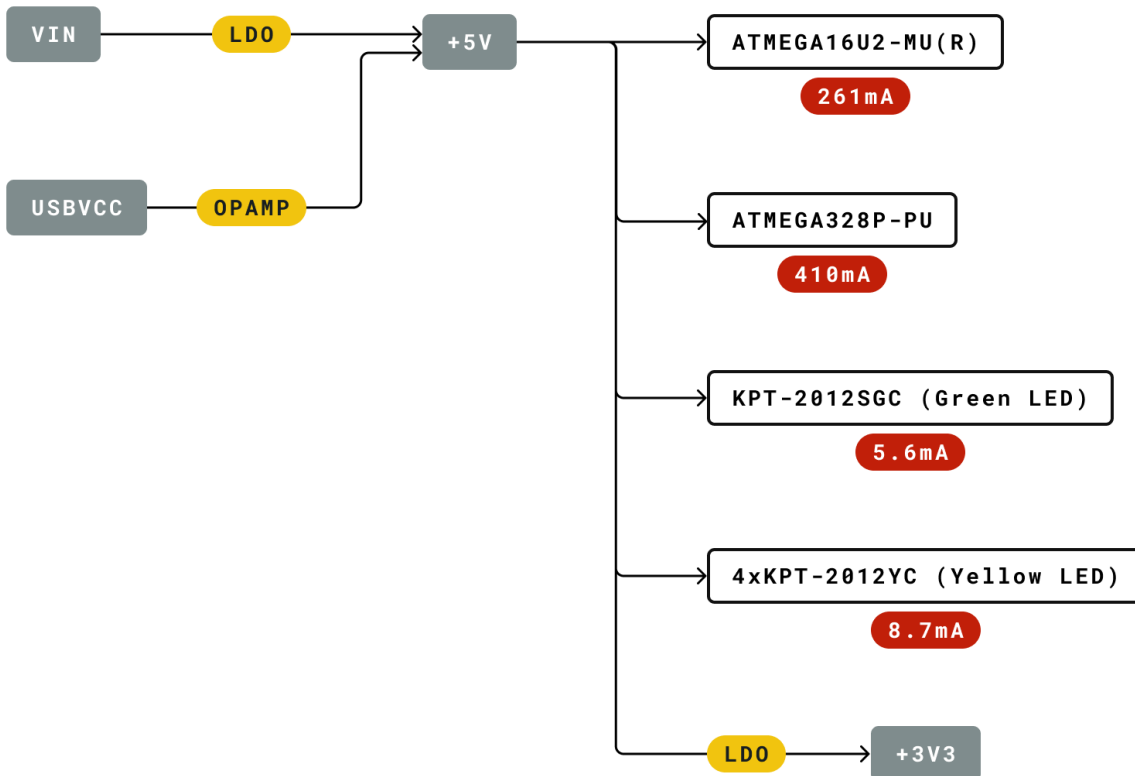 VIN
LDO
+5V
ATMEGA16U2-MU(R)
261mA
USBVCC
OPAMP
ATMEGA328P-PU
410mA
KPT-2012SGC (Green LED)
5.6mA
4xKPT-2012YC (Yellow LED)
8.7mA
LDO
+3V3